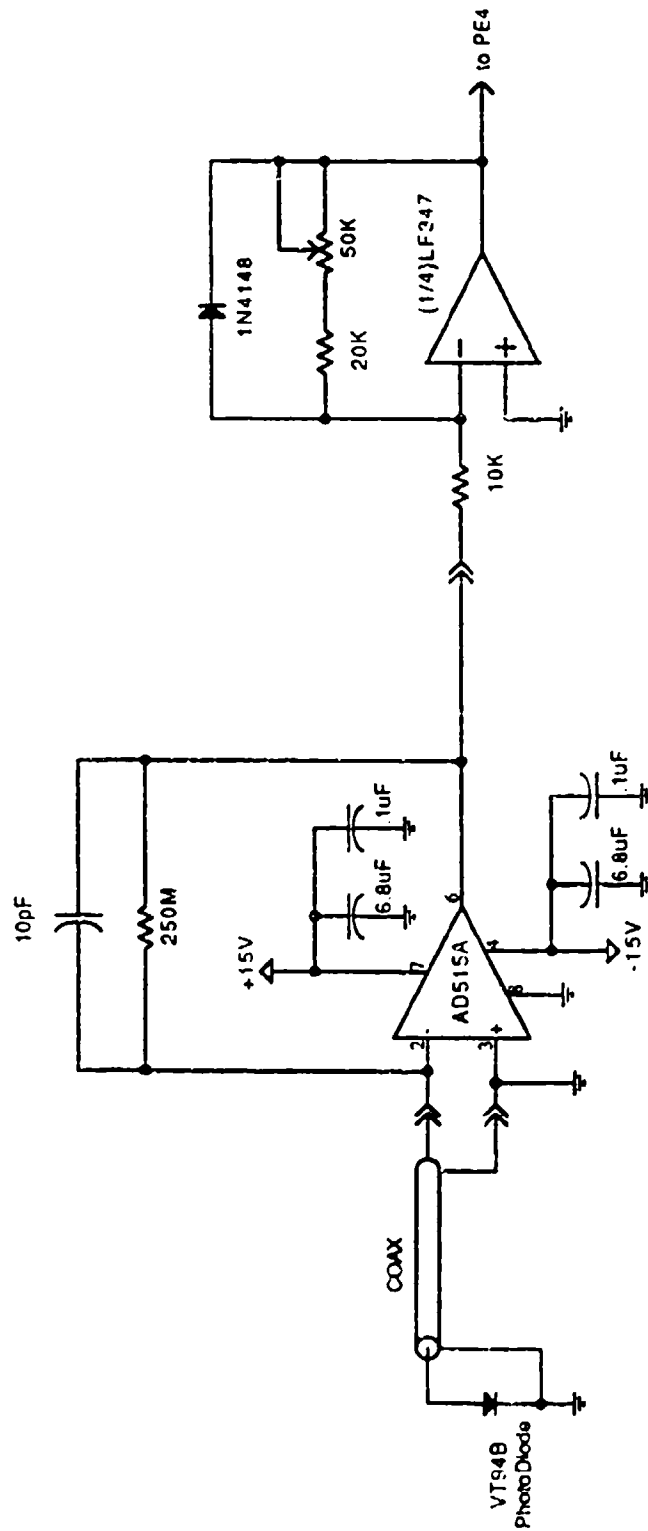 10pF
250M
+15V
6.8uF
.1uF
7
2
-
AD515A
6
3
+
8
4
-15V
6.8uF
.1uF
COAX
VT94B
Photo Diode
1N4148
20K
50K
10K
(1/4)LF347
-
+
to PE4